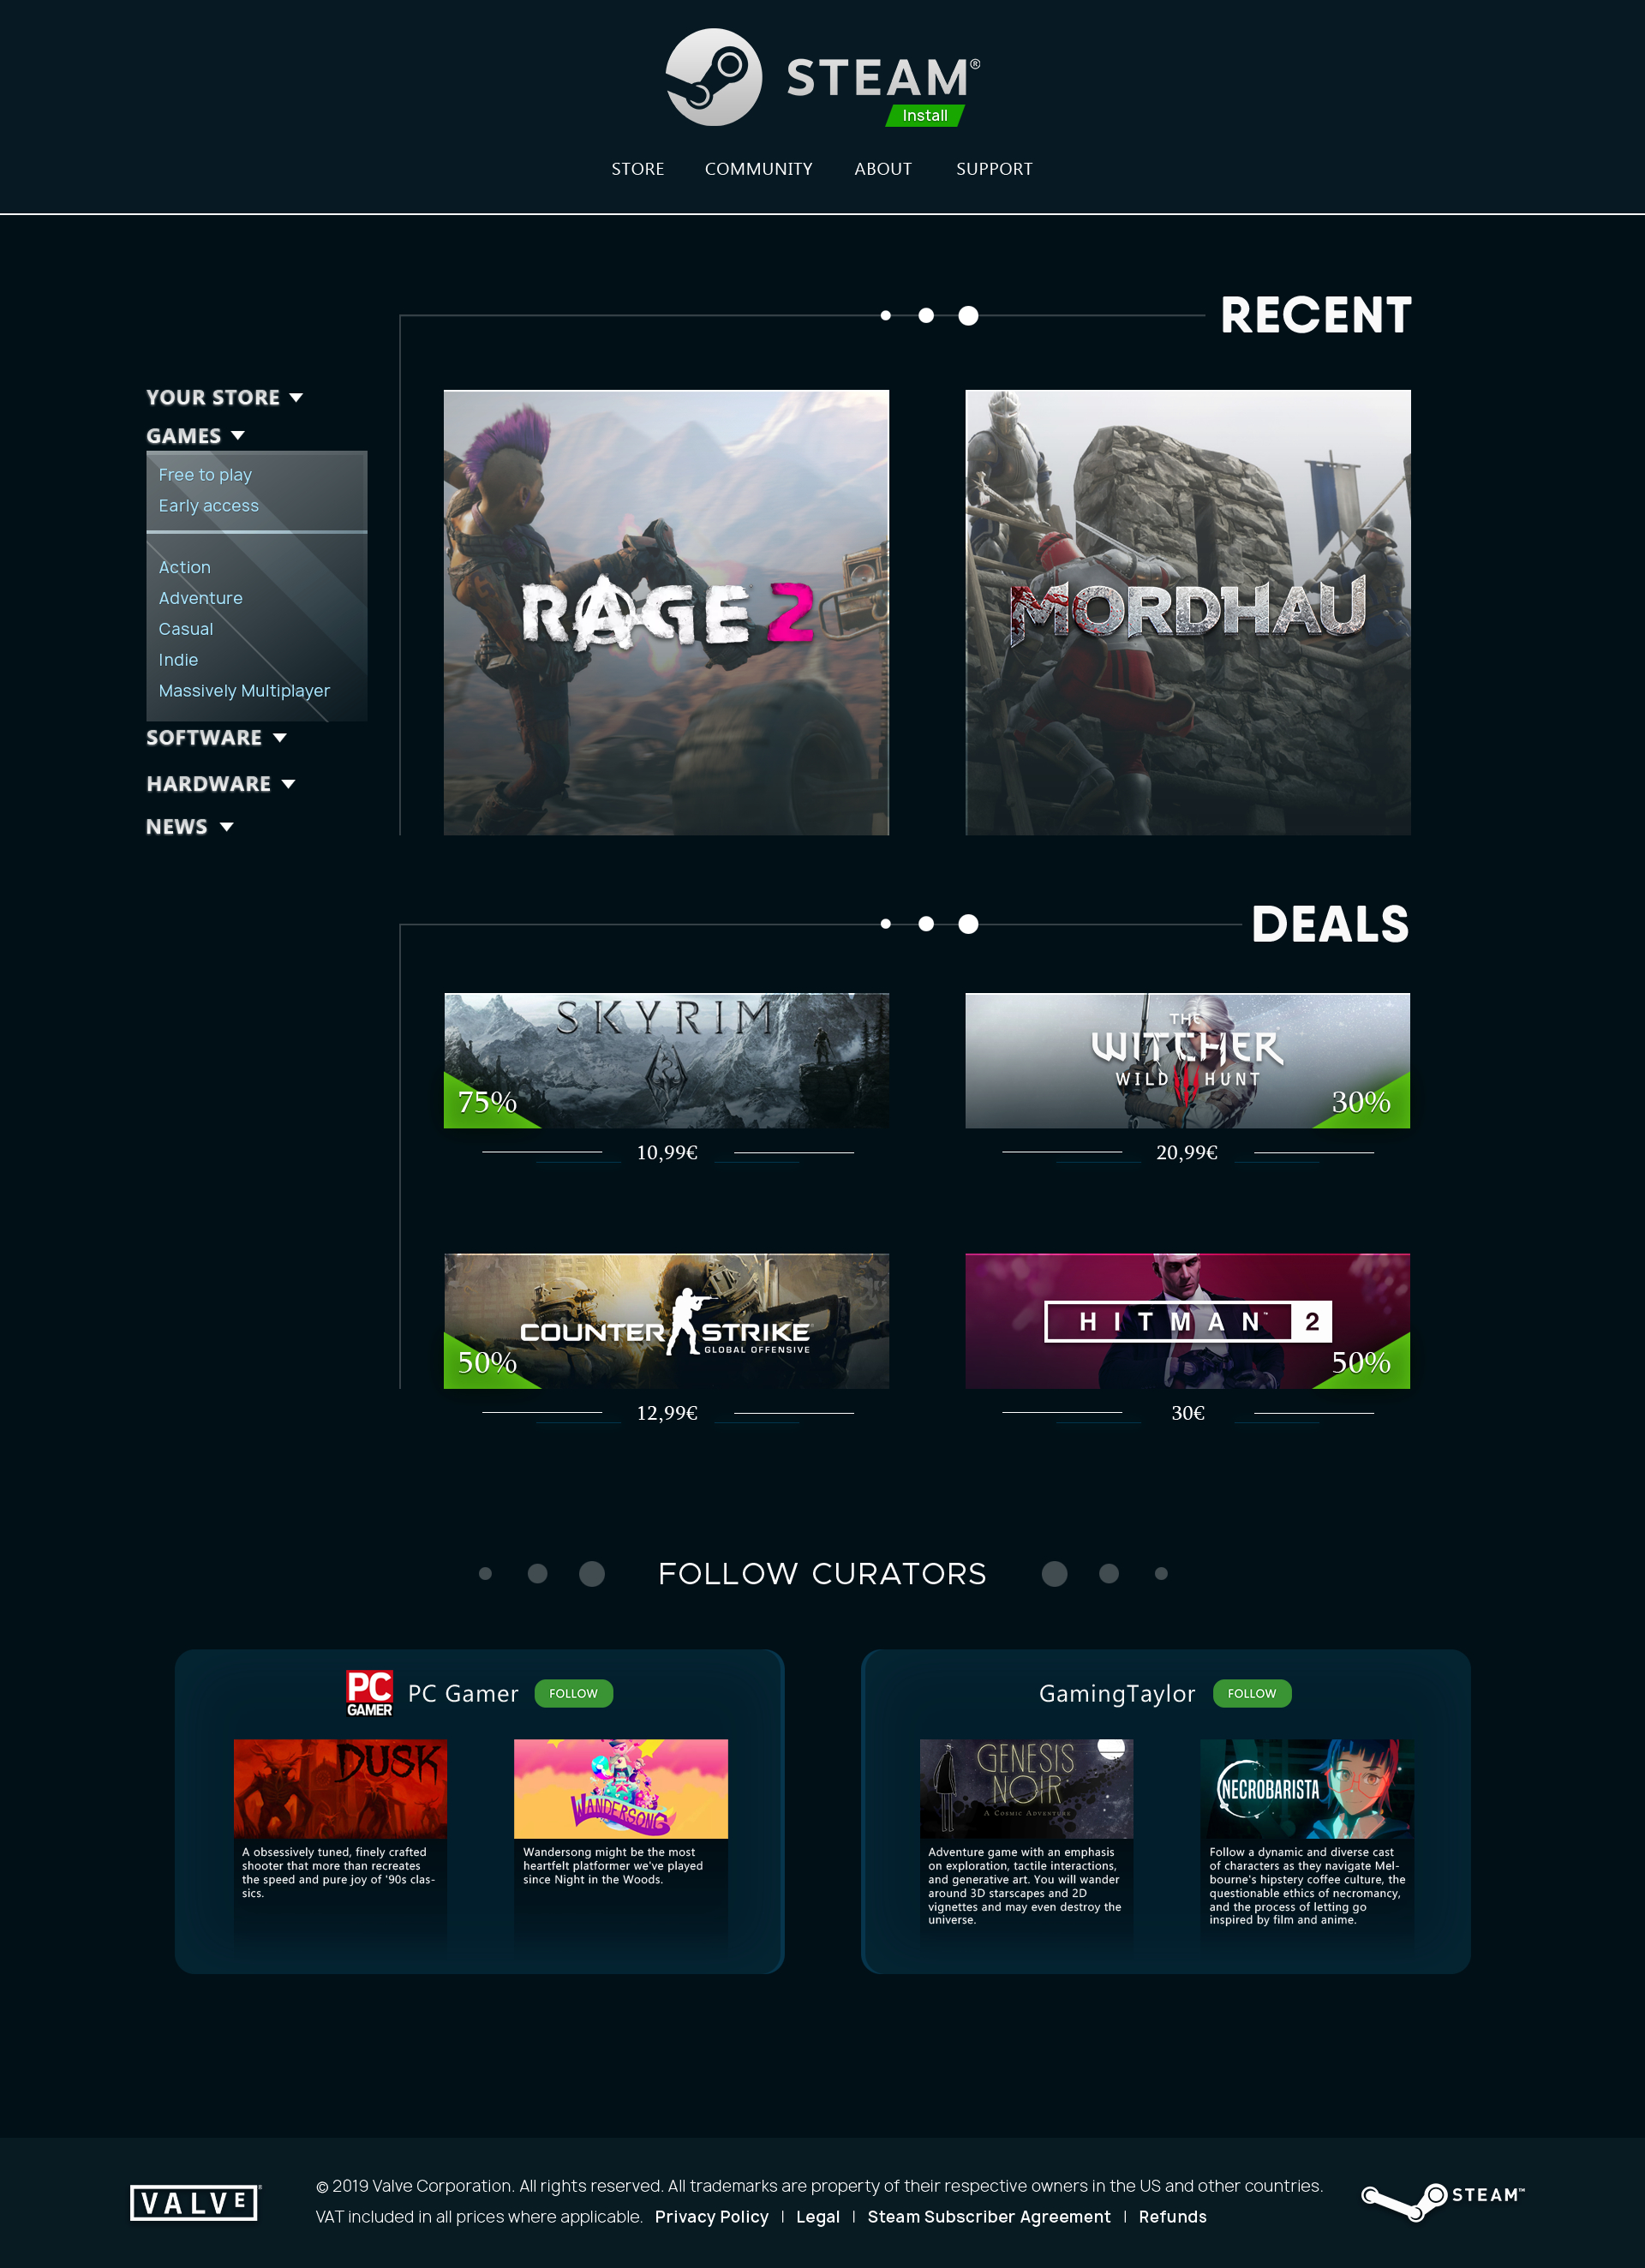 STEAM®
Install
STORE COMMUNITY ABOUT SUPPORT
RECENT
YOUR STORE
GAMES
Free to play
Early access
Action
Adventure
Casual
Indie
Massively Multiplayer
SOFTWARE
HARDWARE
NEWS
RAGE 2
MORDHAU
DEALS
SKYRIM
75%
10,99€
THE
WITCHER
WILD HUNT
30%
20,99€
COUNTER STRIKE
GLOBAL OFFENSIVE
50%
12,99€
HITMAN™ 2
50%
30€
FOLLOW CURATORS
PC
GAMER
PC Gamer
FOLLOW
DUSK
A obsessively tuned, finely crafted
shooter that more than recreates
the speed and pure joy of '90s clas-
sics.
WANDERSONG
Wandersong might be the most
heartfelt platformer we've played
since Night in the Woods.
GamingTaylor
FOLLOW
GENESIS
NOIR
A COSMIC ADVENTURE
Adventure game with an emphasis
on exploration, tactile interactions,
and generative art. You will wander
around 3D starscapes and 2D
vignettes and may even destroy the
universe.
NECROBARISTA
Follow a dynamic and diverse cast
of characters as they navigate Mel-
bourne's hipstery coffee culture, the
questionable ethics of necromancy,
and the process of letting go
inspired by film and anime.
VALVE®
© 2019 Valve Corporation. All rights reserved. All trademarks are property of their respective owners in the US and other countries.
VAT included in all prices where applicable. Privacy Policy | Legal | Steam Subscriber Agreement | Refunds
STEAM™